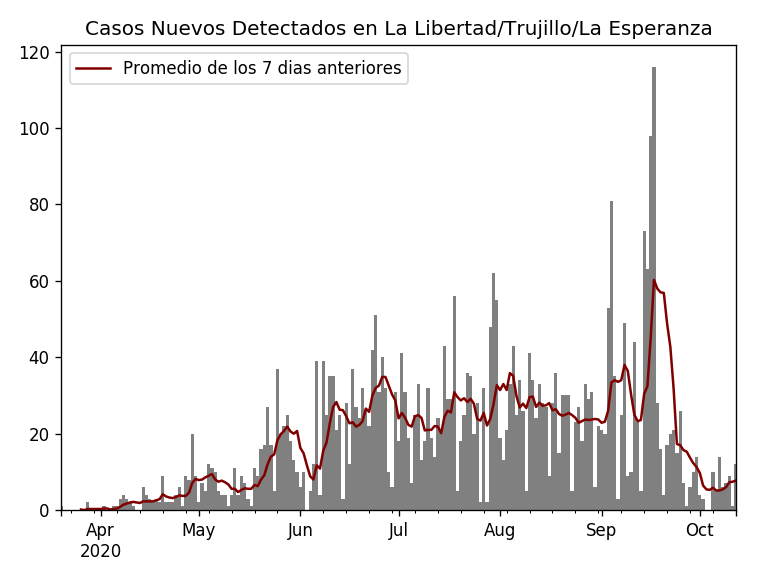 Casos Nuevos Detectados en La Libertad/Trujillo/La Esperanza
Promedio de los 7 dias anteriores
120
100
80
60
40
20
0
Apr May Jun Jul Aug Sep Oct
2020